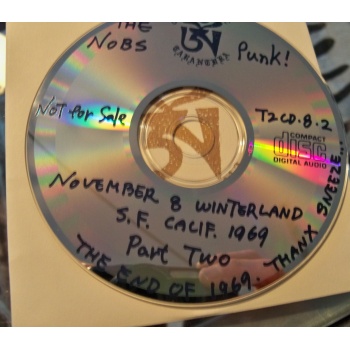 THE
NOBS
TARANTURA
Punk!
NOT for Sale
T2CD-8-2
COMPACT
disc
DIGITAL AUDIO
NOVEMBER 8 WINTERLAND
S.F. CALIF. 1969
Part Two
THE END OF 1969. THANX SNEEZE...